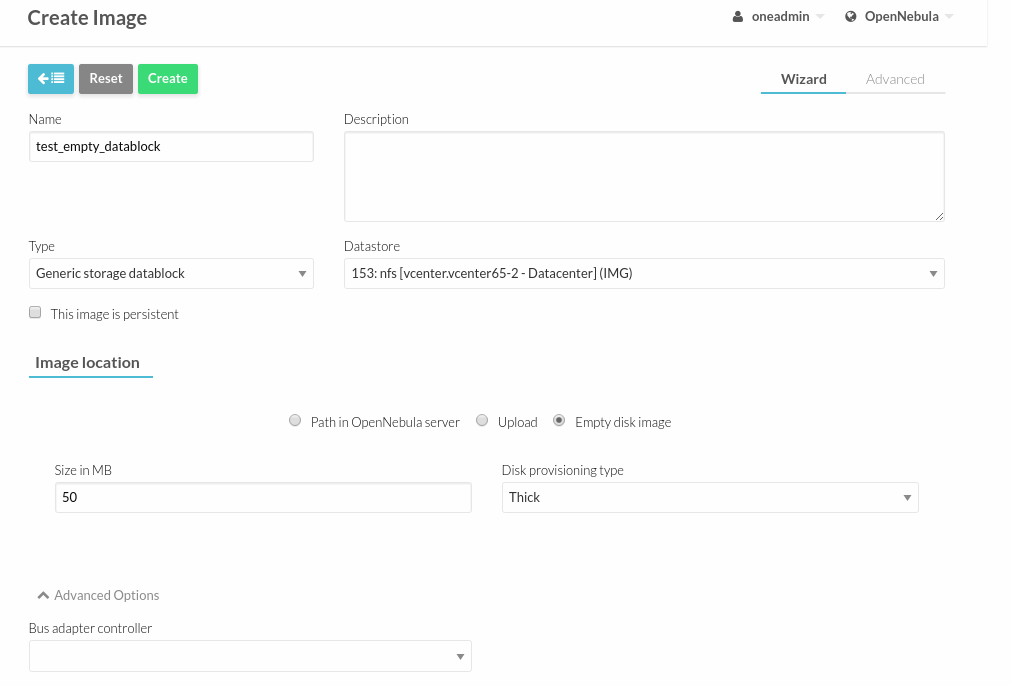 Create Image
oneadmin
OpenNebula
Reset
Create
Wizard
Advanced
Name
Description
test_empty_datablock
Type
Datastore
Generic storage datablock
153: nfs [vcenter.vcenter65-2 - Datacenter] (IMG)
This image is persistent
Image location
Path in OpenNebula server
Upload
Empty disk image
Size in MB
Disk provisioning type
50
Thick
Advanced Options
Bus adapter controller